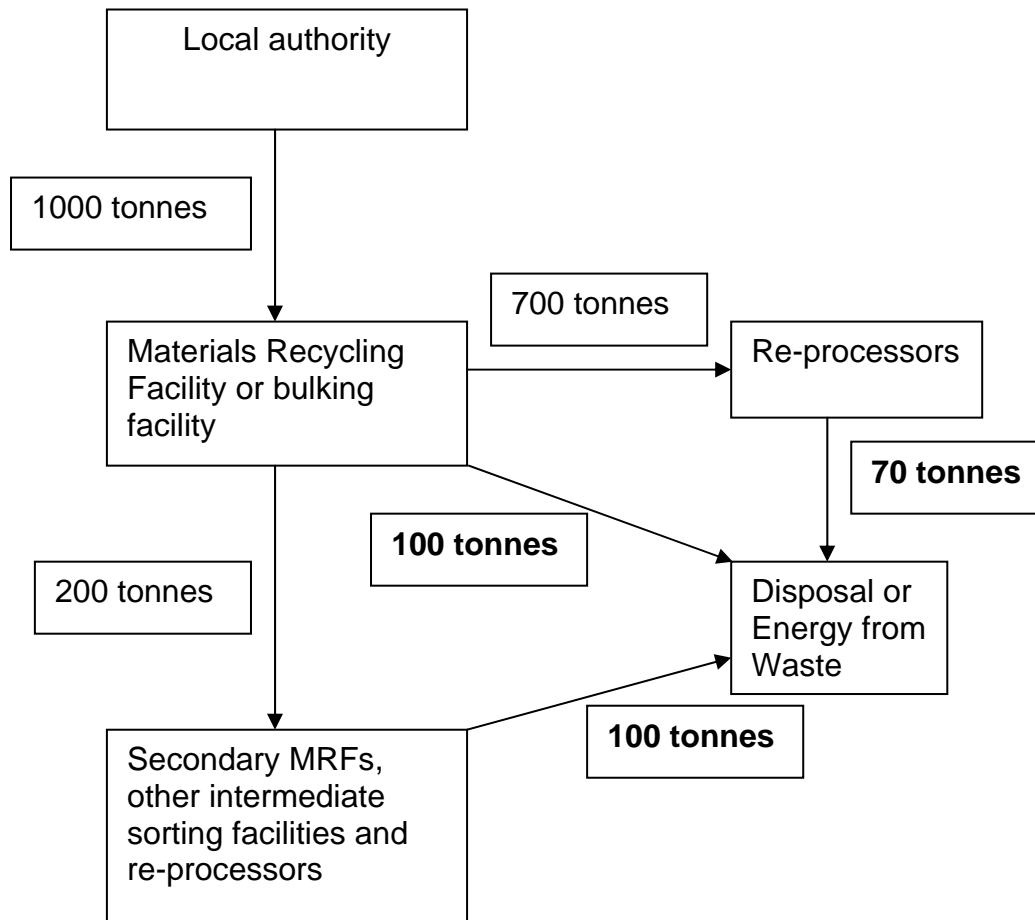 Local authority
1000 tonnes
700 tonnes
Materials Recycling
Facility or bulking
facility
Re-processors
70 tonnes
100 tonnes
200 tonnes
Disposal or
Energy from
Waste
100 tonnes
Secondary MRFs,
other intermediate
sorting facilities and
re-processors